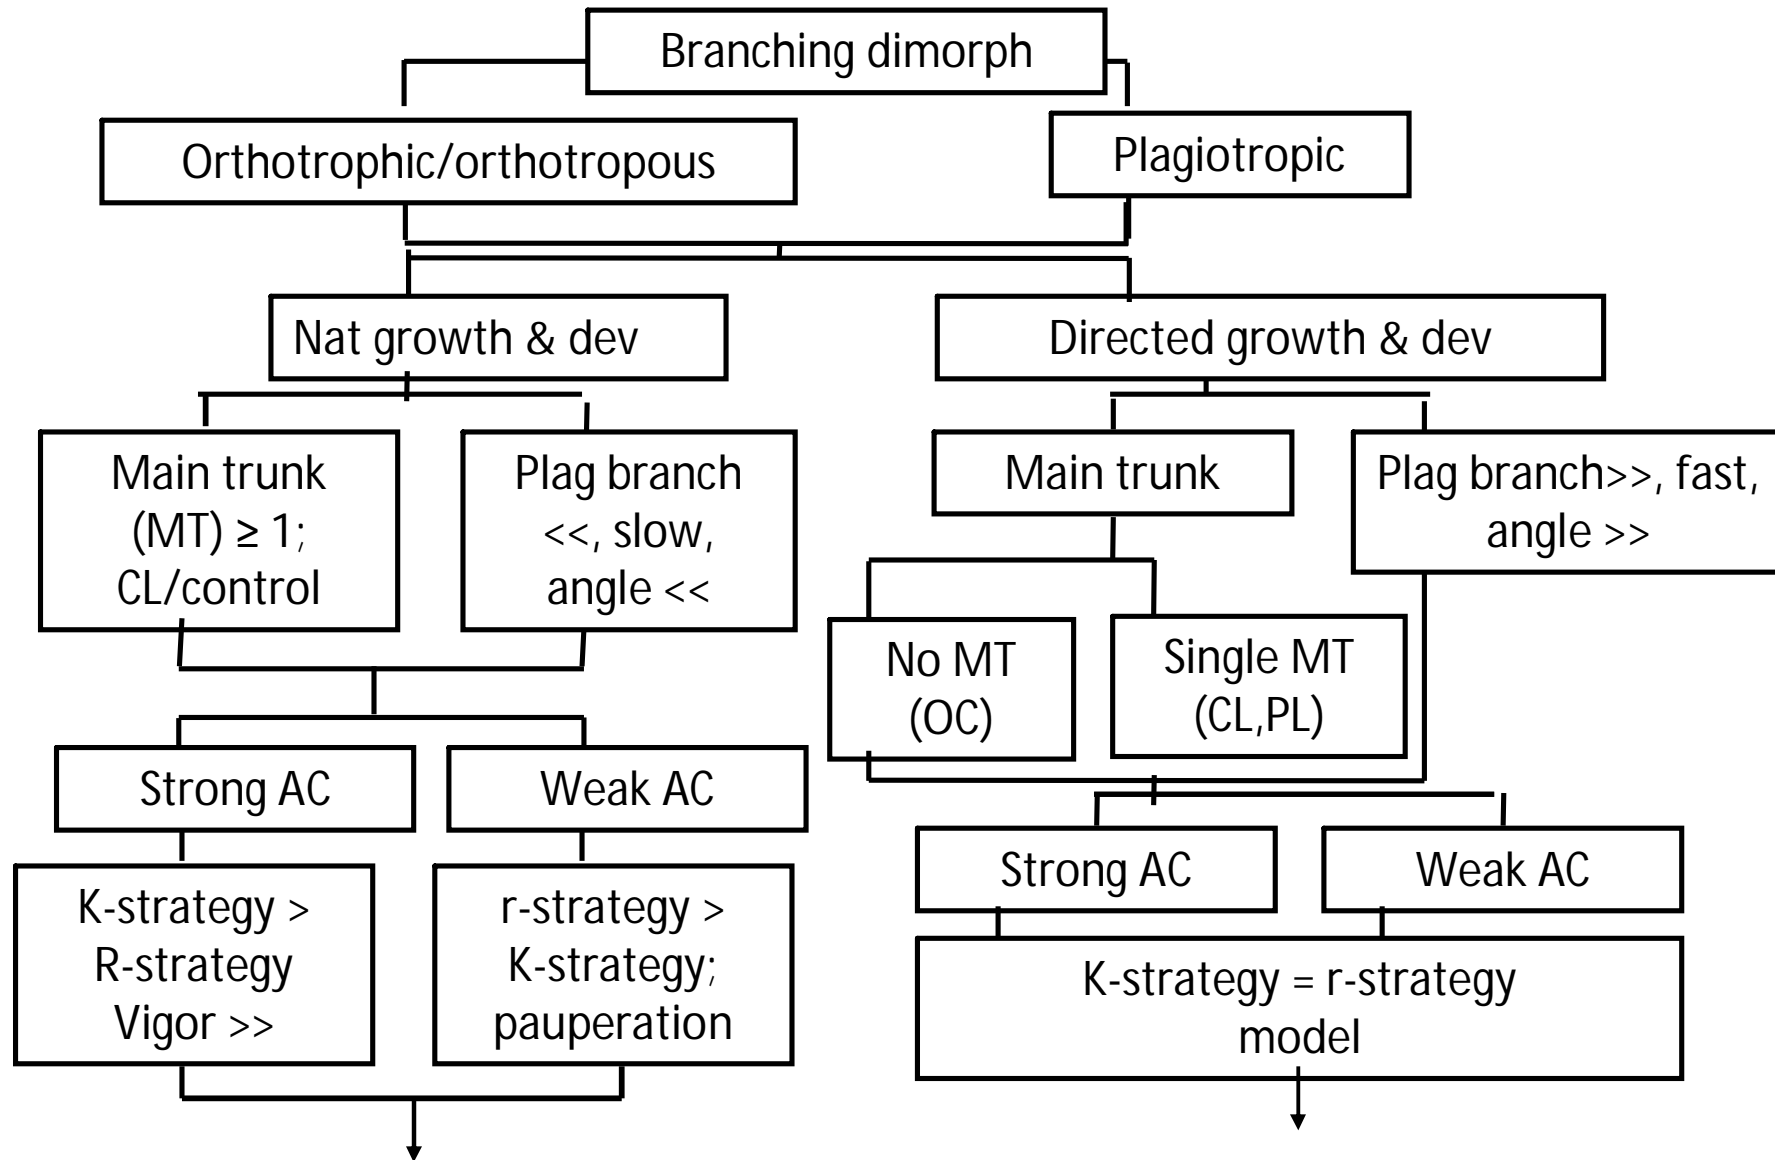 Branching dimorph
Orthotrophic/orthotropous
Plagiotropic
Nat growth & dev
Directed growth & dev
Main trunk
(MT) ≥ 1;
CL/control
Plag branch
<<, slow,
angle <<
Main trunk
Plag branch>>, fast,
angle >>
No MT
(OC)
Single MT
(CL,PL)
Strong AC
Weak AC
Strong AC
Weak AC
K-strategy >
R-strategy
Vigor >>
r-strategy >
K-strategy;
pauperation
K-strategy = r-strategy
model